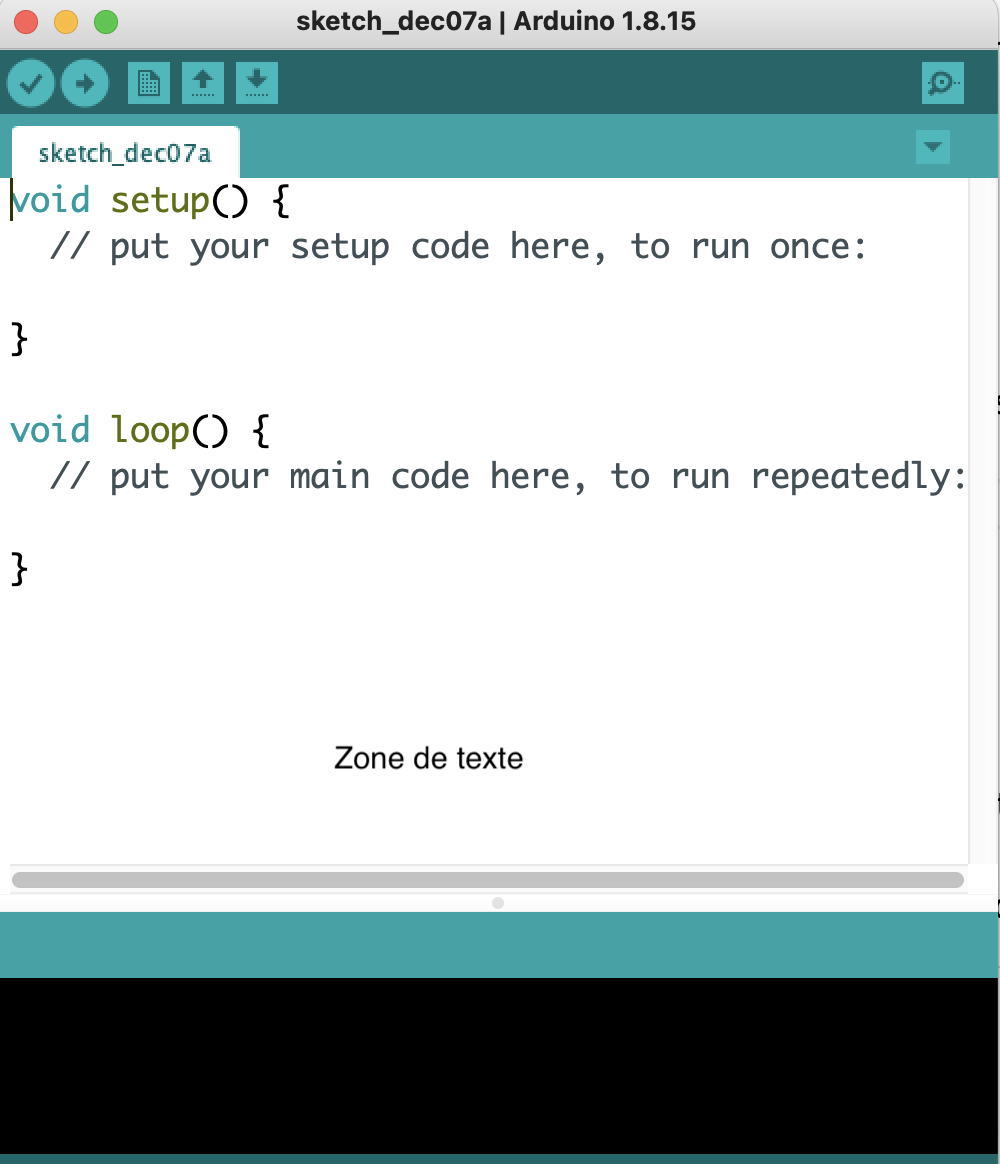 sketch_dec07a | Arduino 1.8.15
sketch_dec07a
void setup() {
  // put your setup code here, to run once:
}
void loop() {
  // put your main code here, to run repeatedly:
}
Zone de texte